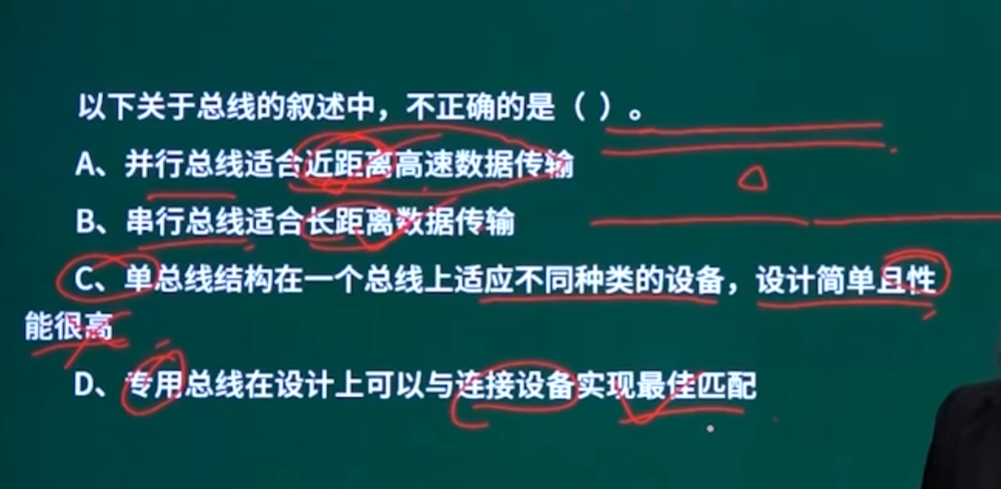 以下关于总线的叙述中，不正确的是（ ）。
A、并行总线适合近距离高速数据传输
B、串行总线适合长距离数据传输
C、单总线结构在一个总线上适应不同种类的设备，设计简单且性
能很高
D、专用总线在设计上可以与连接设备实现最佳匹配